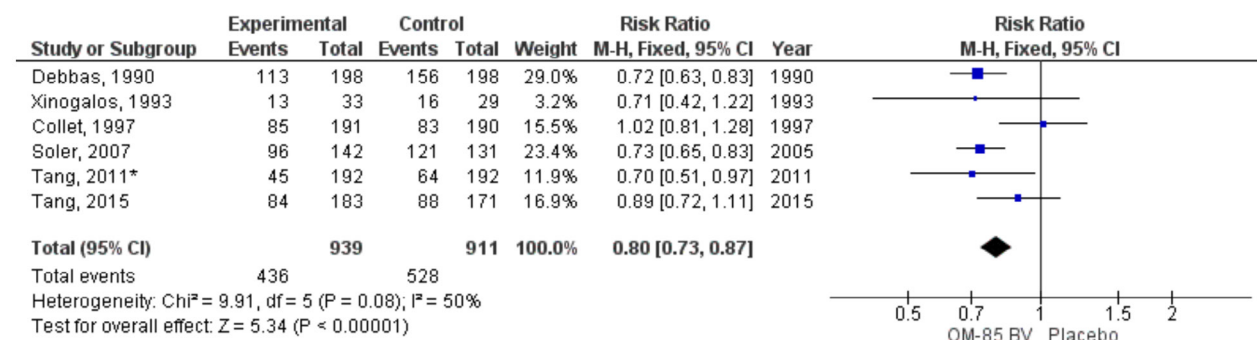 Experimental Control Risk Ratio Risk Ratio
Study or Subgroup Events Total Events Total Weight M-H, Fixed, 95% CI Year M-H, Fixed, 95% CI
Debbas, 1990 113 198 156 198 29.0% 0.72 [0.63, 0.83] 1990
Xinogalos, 1993 13 33 16 29 3.2% 0.71 [0.42, 1.22] 1993
Collet, 1997 85 191 83 190 15.5% 1.02 [0.81, 1.28] 1997
Soler, 2007 96 142 121 131 23.4% 0.73 [0.65, 0.83] 2005
Tang, 2011* 45 192 64 192 11.9% 0.70 [0.51, 0.97] 2011
Tang, 2015 84 183 88 171 16.9% 0.89 [0.72, 1.11] 2015
Total (95% CI) 939 911 100.0% 0.80 [0.73, 0.87]
Total events 436 528
Heterogeneity: Chi² = 9.91, df = 5 (P = 0.08); I² = 50%
Test for overall effect: Z = 5.34 (P < 0.00001)
0.5 0.7 1 1.5 2
OM-85 BV Placebo